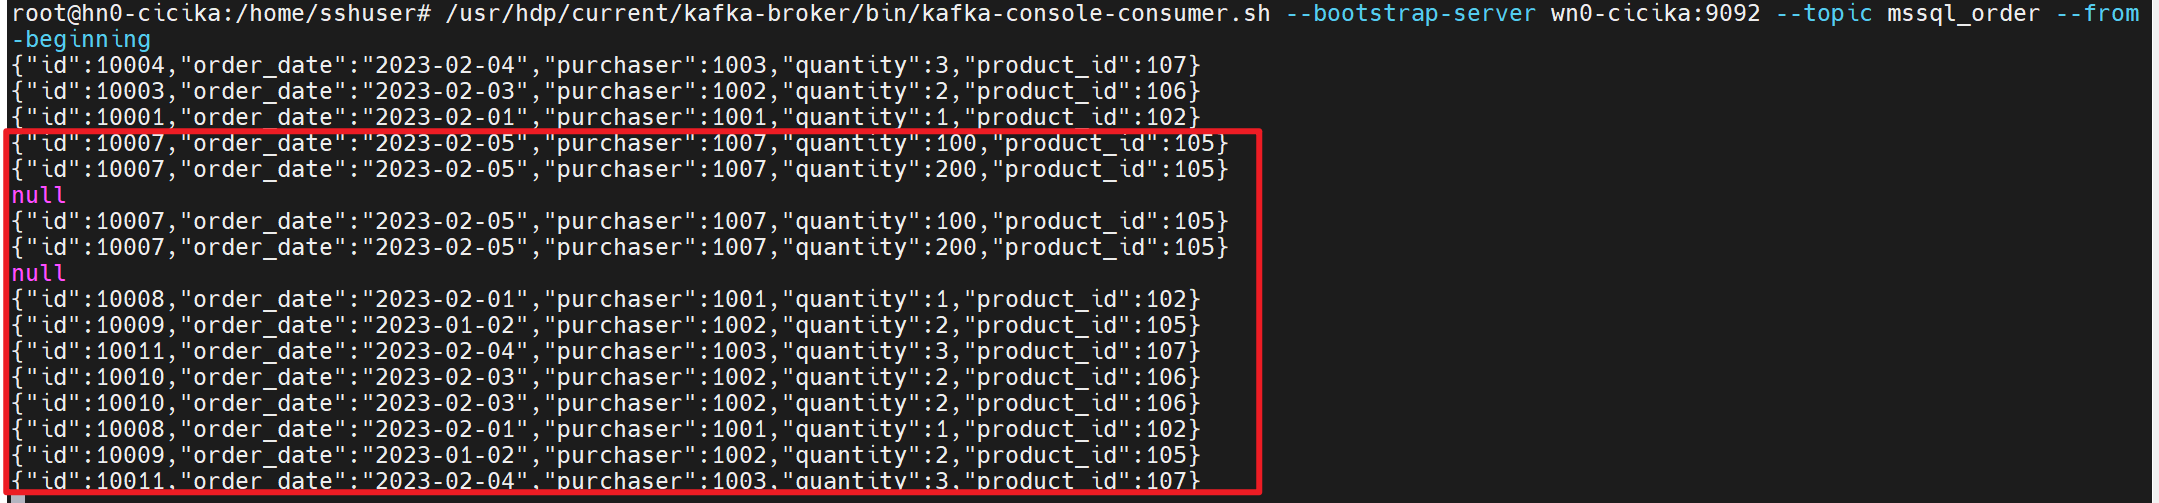 root@hn0-cicika:/home/sshuser# /usr/hdp/current/kafka-broker/bin/kafka-console-consumer.sh --bootstrap-server wn0-cicika:9092 --topic mssql_order --from
-beginning
{"id":10004,"order_date":"2023-02-04","purchaser":1003,"quantity":3,"product_id":107}
{"id":10003,"order_date":"2023-02-03","purchaser":1002,"quantity":2,"product_id":106}
{"id":10001,"order_date":"2023-02-01","purchaser":1001,"quantity":1,"product_id":102}
{"id":10007,"order_date":"2023-02-05","purchaser":1007,"quantity":100,"product_id":105}
{"id":10007,"order_date":"2023-02-05","purchaser":1007,"quantity":200,"product_id":105}
null
{"id":10007,"order_date":"2023-02-05","purchaser":1007,"quantity":100,"product_id":105}
{"id":10007,"order_date":"2023-02-05","purchaser":1007,"quantity":200,"product_id":105}
null
{"id":10008,"order_date":"2023-02-01","purchaser":1001,"quantity":1,"product_id":102}
{"id":10009,"order_date":"2023-01-02","purchaser":1002,"quantity":2,"product_id":105}
{"id":10011,"order_date":"2023-02-04","purchaser":1003,"quantity":3,"product_id":107}
{"id":10010,"order_date":"2023-02-03","purchaser":1002,"quantity":2,"product_id":106}
{"id":10010,"order_date":"2023-02-03","purchaser":1002,"quantity":2,"product_id":106}
{"id":10008,"order_date":"2023-02-01","purchaser":1001,"quantity":1,"product_id":102}
{"id":10009,"order_date":"2023-01-02","purchaser":1002,"quantity":2,"product_id":105}
{"id":10011,"order_date":"2023-02-04","purchaser":1003,"quantity":3,"product_id":107}